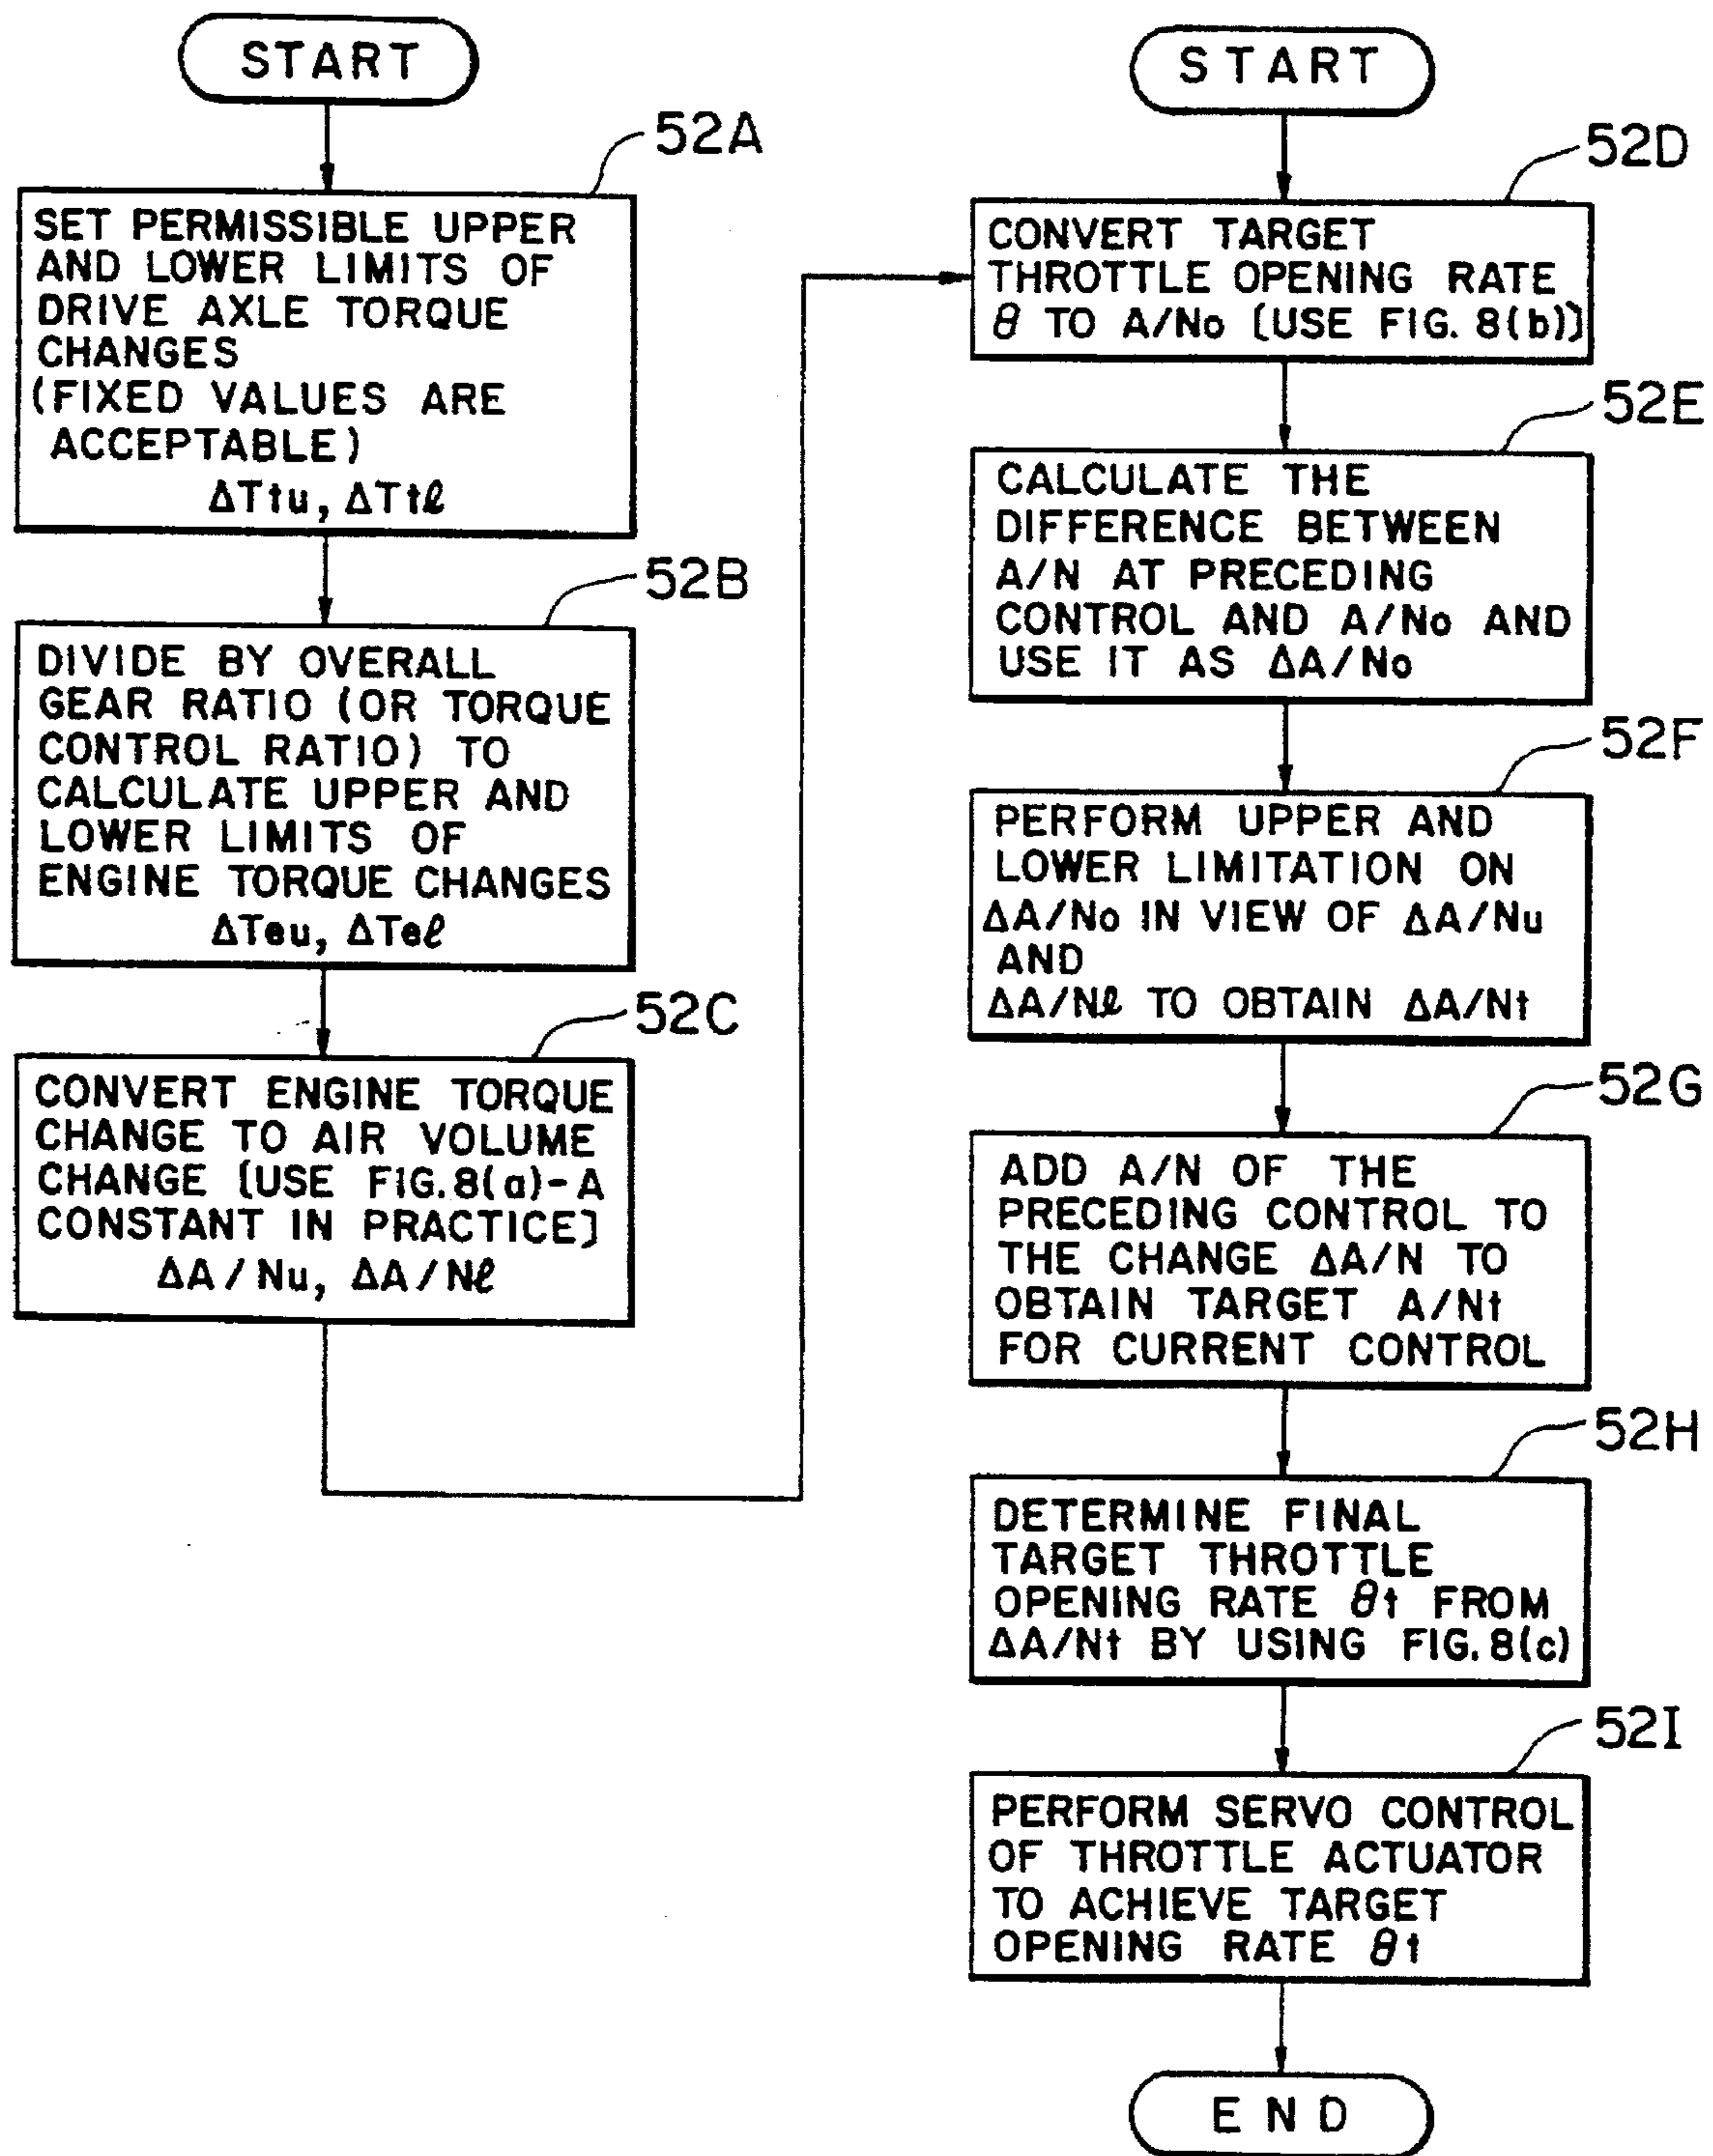 START
52A
SET PERMISSIBLE UPPER
AND LOWER LIMITS OF
DRIVE AXLE TORQUE
CHANGES
(FIXED VALUES ARE
ACCEPTABLE)
ΔTtu, ΔTtℓ
52B
DIVIDE BY OVERALL
GEAR RATIO (OR TORQUE
CONTROL RATIO) TO
CALCULATE UPPER AND
LOWER LIMITS OF
ENGINE TORQUE CHANGES
ΔTeu, ΔTeℓ
52C
CONVERT ENGINE TORQUE
CHANGE TO AIR VOLUME
CHANGE [USE FIG.8(a)-A
CONSTANT IN PRACTICE]
ΔA/Nu, ΔA/Nℓ
START
52D
CONVERT TARGET
THROTTLE OPENING RATE
θ TO A/No [USE FIG. 8(b)]
52E
CALCULATE THE
DIFFERENCE BETWEEN
A/N AT PRECEDING
CONTROL AND A/No AND
USE IT AS ΔA/No
52F
PERFORM UPPER AND
LOWER LIMITATION ON
ΔA/No IN VIEW OF ΔA/Nu
AND
ΔA/Nℓ TO OBTAIN ΔA/Nt
52G
ADD A/N OF THE
PRECEDING CONTROL TO
THE CHANGE ΔA/N TO
OBTAIN TARGET A/Nt
FOR CURRENT CONTROL
52H
DETERMINE FINAL
TARGET THROTTLE
OPENING RATE θt FROM
ΔA/Nt BY USING FIG.8(c)
52I
PERFORM SERVO CONTROL
OF THROTTLE ACTUATOR
TO ACHIEVE TARGET
OPENING RATE θt
END